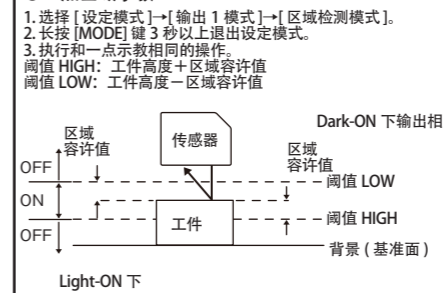 1. 选择 [ 设定模式 ]→[ 输出 1 模式 ]→[ 区域检测模式 ]。
2. 长按 [MODE] 键 3 秒以上退出设定模式。
3. 执行和一点示教相同的操作。
阈值 HIGH：工件高度＋区域容许值
阈值 LOW：工件高度－区域容许值
Dark-ON 下输出相
区域
容许值
传感器
区域
容许值
OFF
阈值 LOW
ON
工件
阈值 HIGH
OFF
背景 ( 基准面 )
Light-ON 下